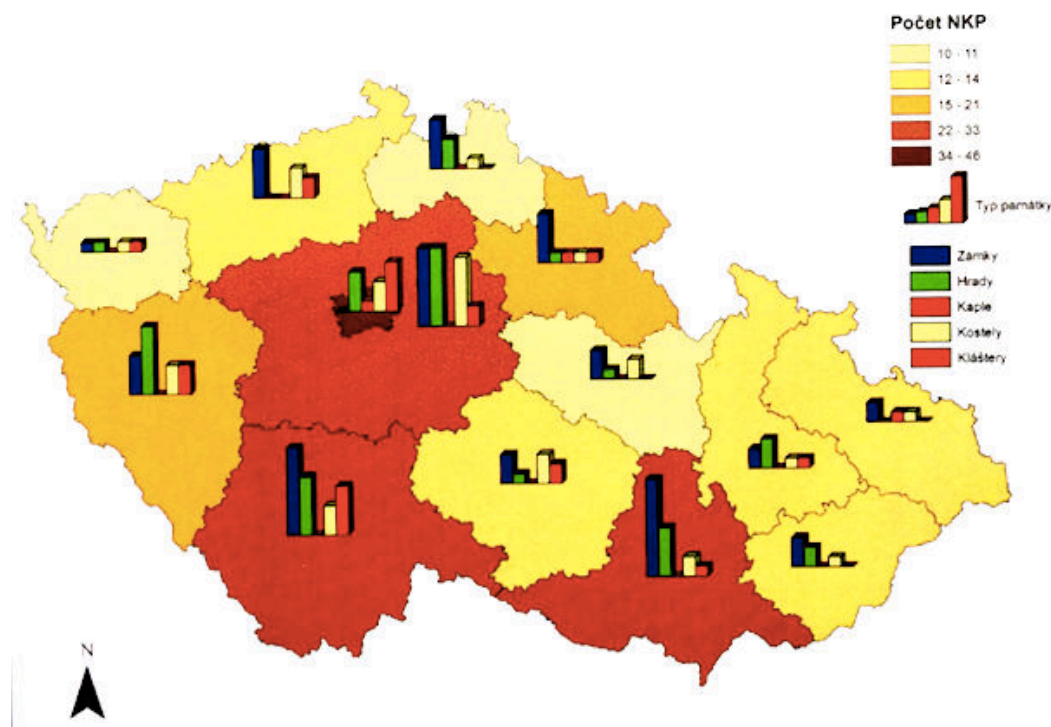 Počet NKP
10 - 11
12 - 14
15 - 21
22 - 33
34 - 46
Typ památky
Zámky
Hrady
Kaple
Kostely
Kláštery
N